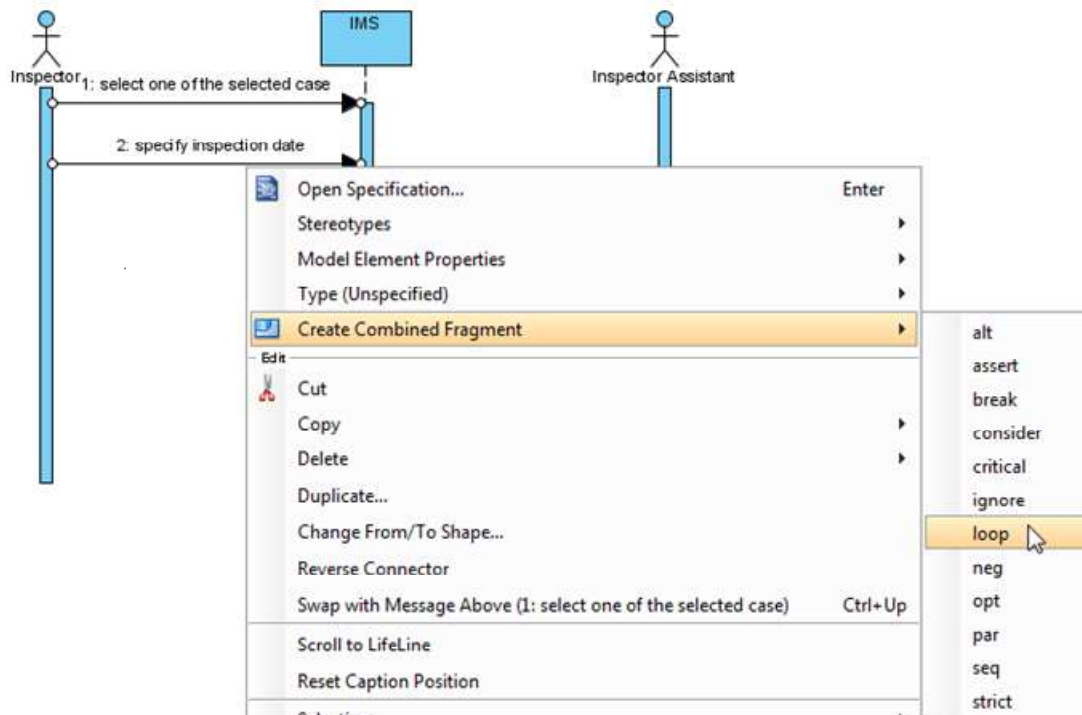 IMS
Inspector
Inspector Assistant
1: select one of the selected case
2: specify inspection date
Open Specification... Enter
Stereotypes
Model Element Properties
Type (Unspecified)
Create Combined Fragment
Edit
Cut
Copy
Delete
Duplicate...
Change From/To Shape...
Reverse Connector
Swap with Message Above (1: select one of the selected case) Ctrl+Up
Scroll to LifeLine
Reset Caption Position
alt
assert
break
consider
critical
ignore
loop
neg
opt
par
seq
strict